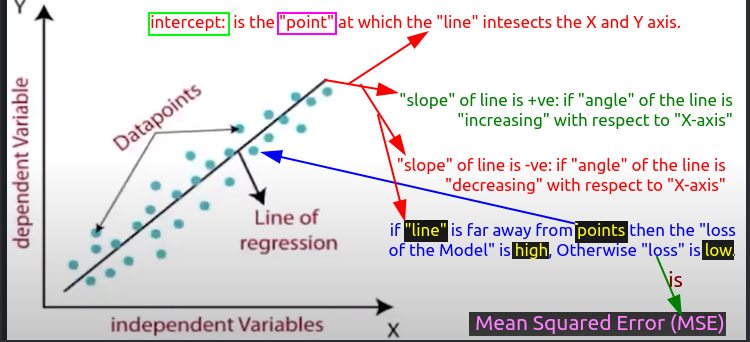 Y
intercept: is the "point" at which the "line" intesects the X and Y axis.
dependent Variable
Datapoints
"slope" of line is +ve: if "angle" of the line is
"increasing" with respect to "X-axis"
"slope" of line is -ve: if "angle" of the line is
"decreasing" with respect to "X-axis"
Line of
regression
if "line" is far away from points then the "loss
of the Model" is high, Otherwise "loss" is low.
is
Mean Squared Error (MSE)
independent Variables
X